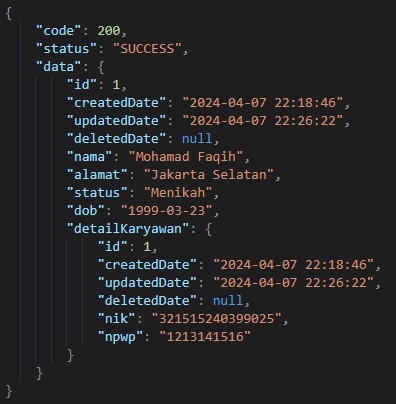 {
    "code": 200,
    "status": "SUCCESS",
    "data": {
        "id": 1,
        "createdDate": "2024-04-07 22:18:46",
        "updatedDate": "2024-04-07 22:26:22",
        "deletedDate": null,
        "nama": "Mohamad Faqih",
        "alamat": "Jakarta Selatan",
        "status": "Menikah",
        "dob": "1999-03-23",
        "detailKaryawan": {
            "id": 1,
            "createdDate": "2024-04-07 22:18:46",
            "updatedDate": "2024-04-07 22:26:22",
            "deletedDate": null,
            "nik": "321515240399025",
            "npwp": "1213141516"
        }
    }
}